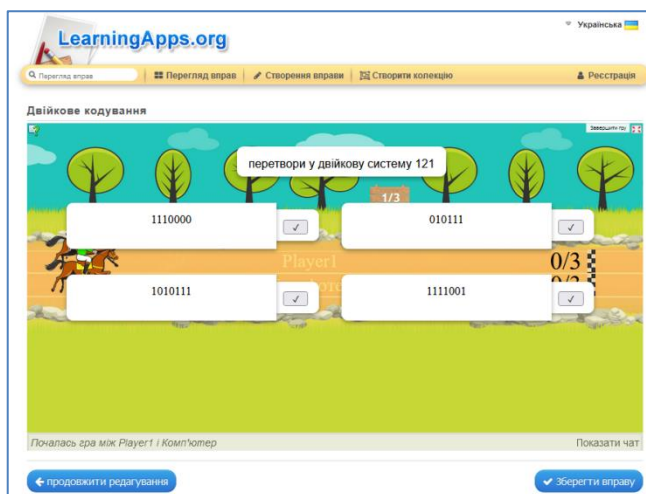 LearningApps.org
Українська
Перегляд вправ
Перегляд вправ
Створення вправи
Створити колекцію
Реєстрація
Двійкове кодування
Завершити гру
перетвори у двійкову систему 121
1/3
1110000
010111
Player1
0/3
1010111
1111001
Почалась гра між Player1 і Комп'ютер
Показати чат
продовжити редагування
Зберегти вправу